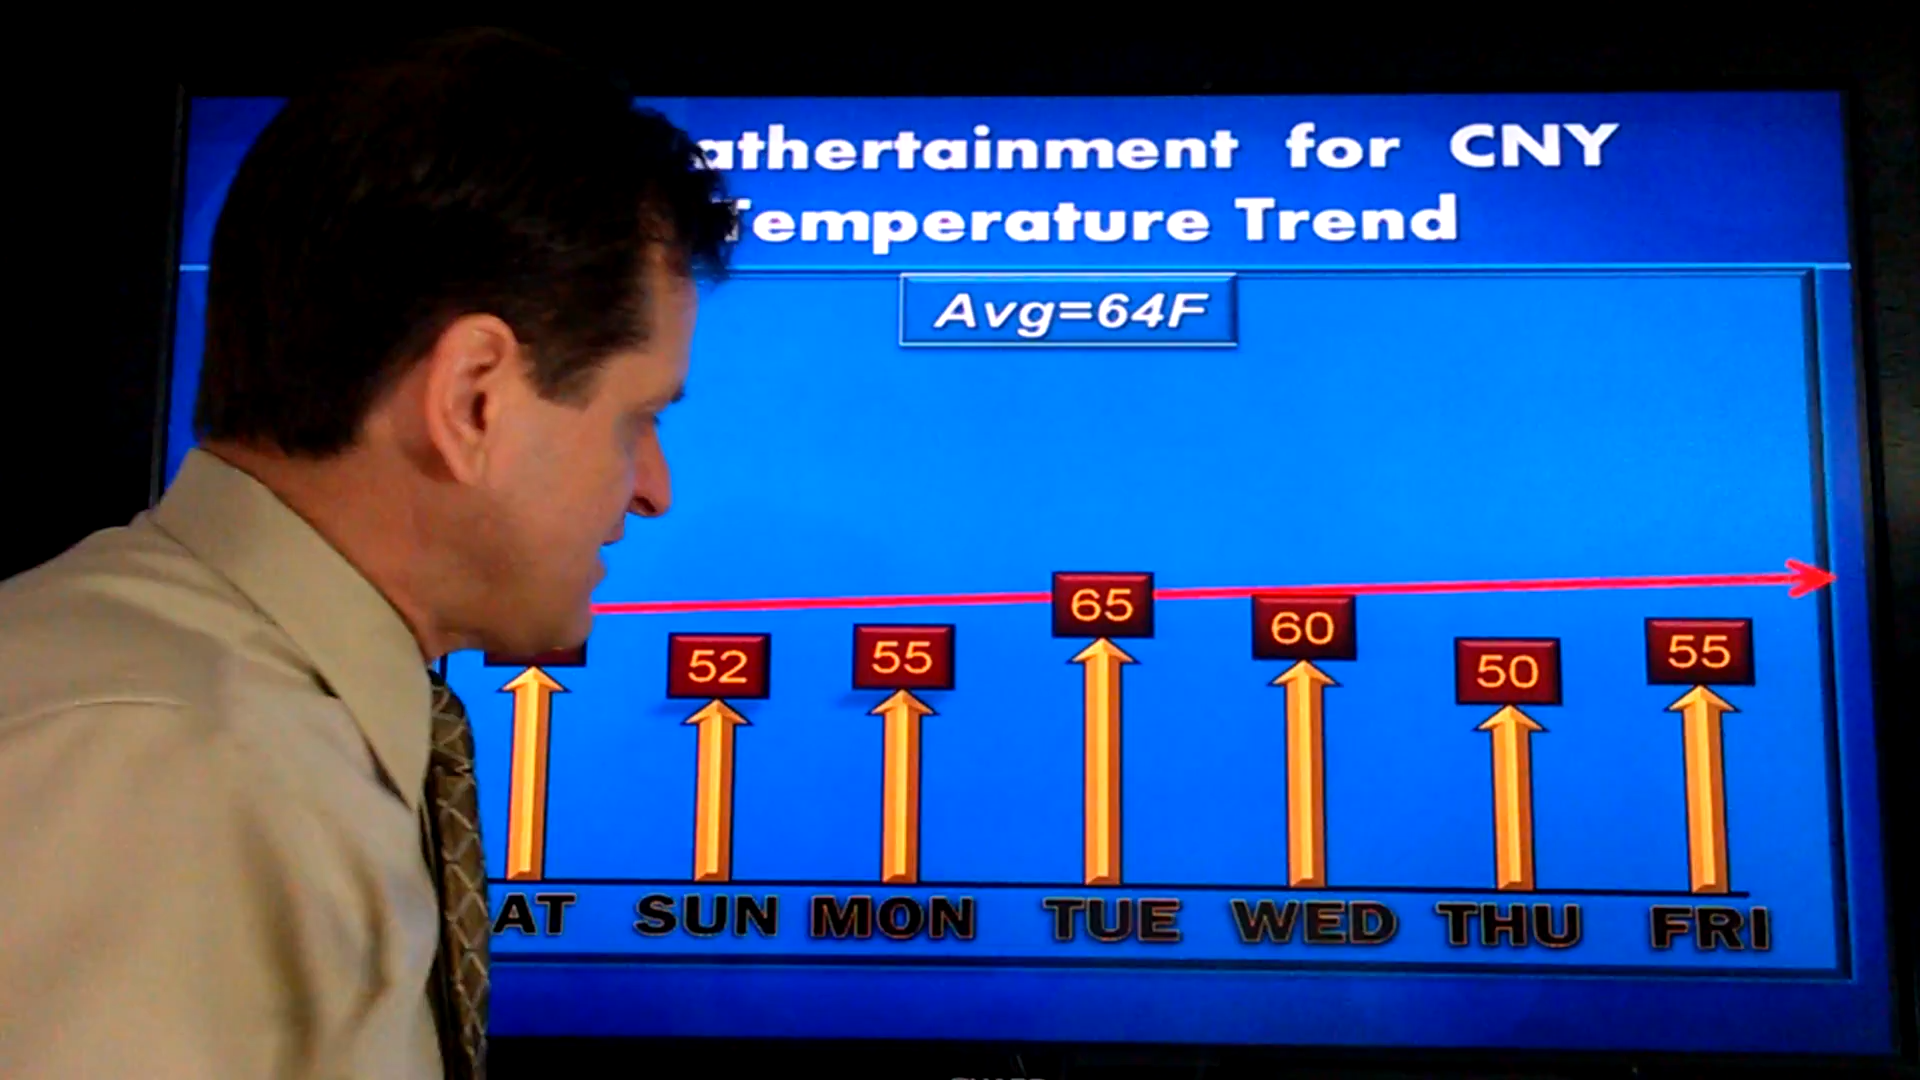 athertainment for CNY
Temperature Trend
Avg=64F
65
60
52
55
50
55
AT SUN MON TUE WED THU FRI